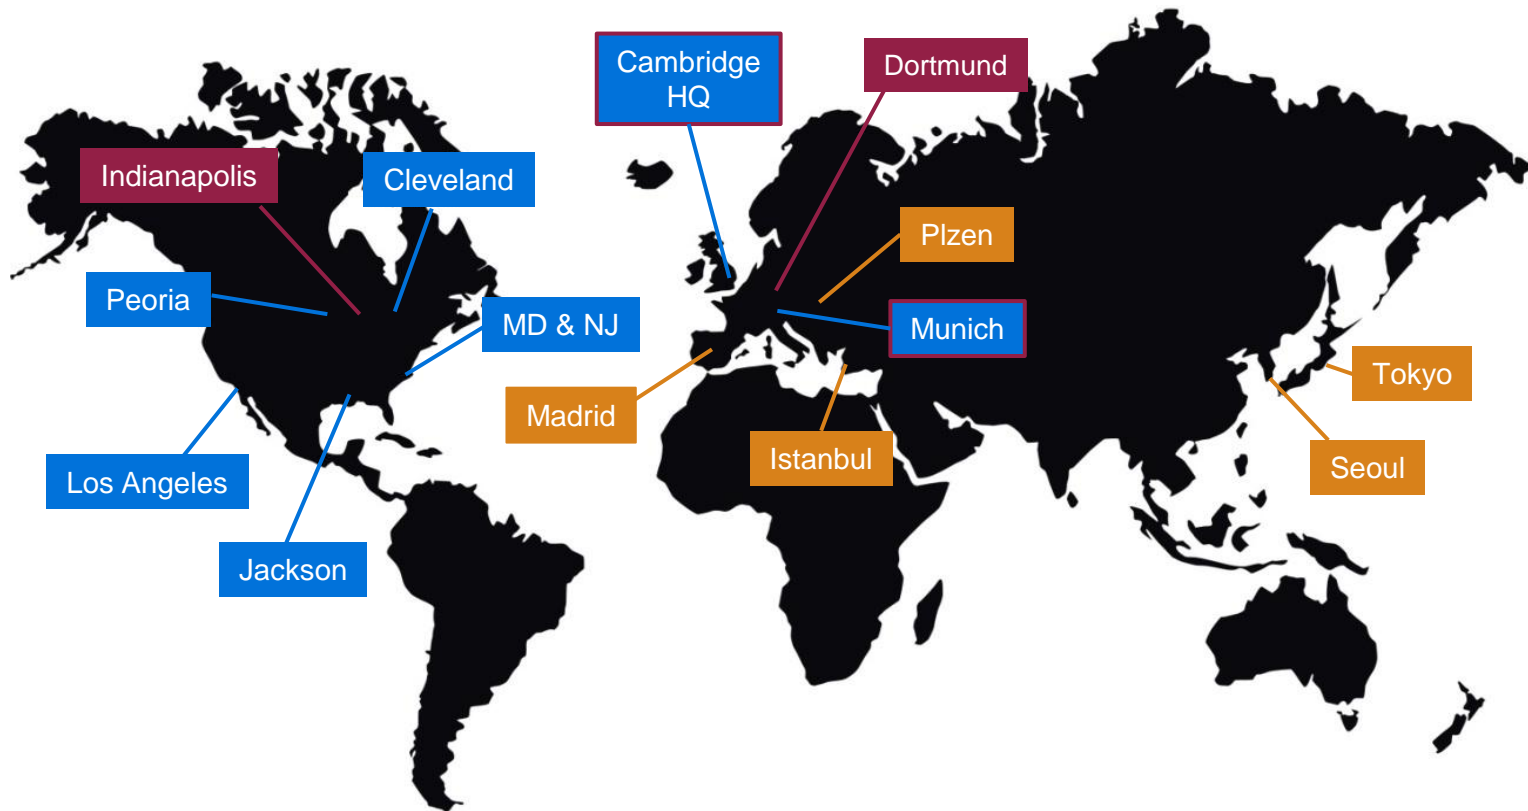 Cambridge
HQ
Dortmund
Indianapolis
Cleveland
Plzen
Peoria
MD & NJ
Munich
Madrid
Tokyo
Istanbul
Seoul
Los Angeles
Jackson